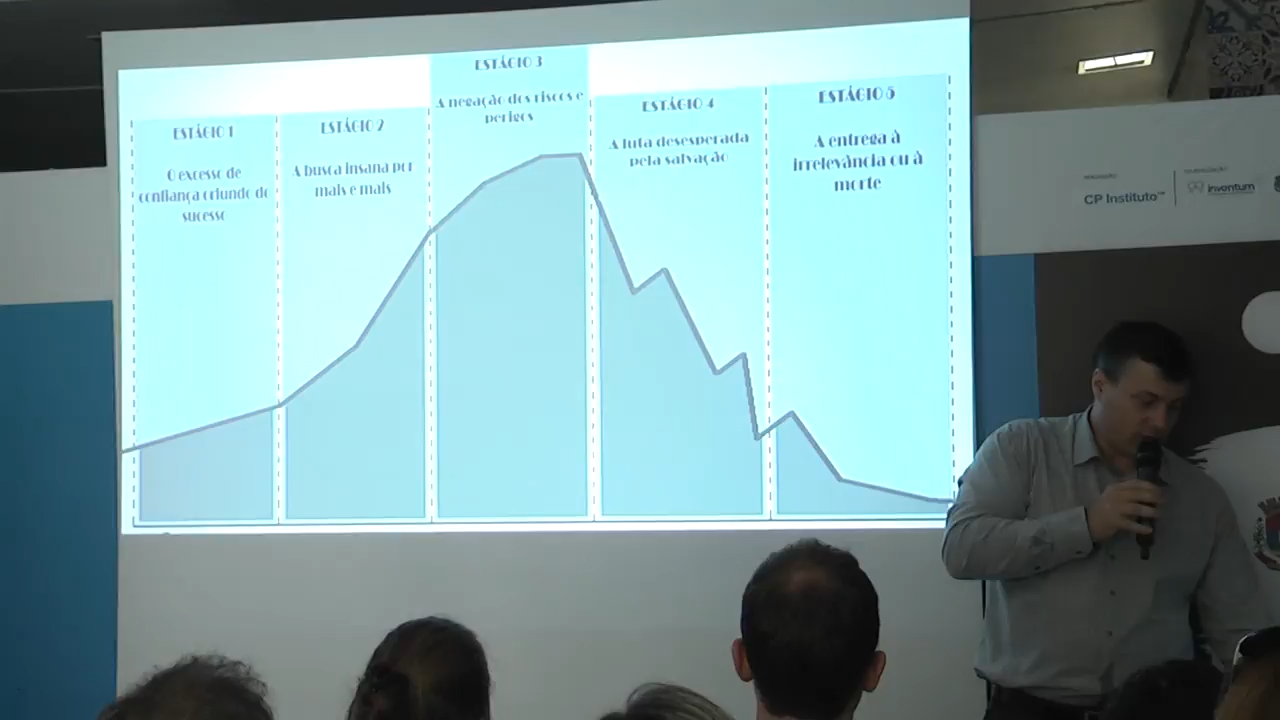 ESTÁGIO 1
O excesso de
confiança oriundo do
sucesso
ESTÁGIO 2
A busca insana por
mais e mais
ESTÁGIO 3
A negação dos riscos e
perigos
ESTÁGIO 4
A luta desesperada
pela salvação
ESTÁGIO 5
A entrega à
irrelevância ou à
morte
CP Instituto™
inventum